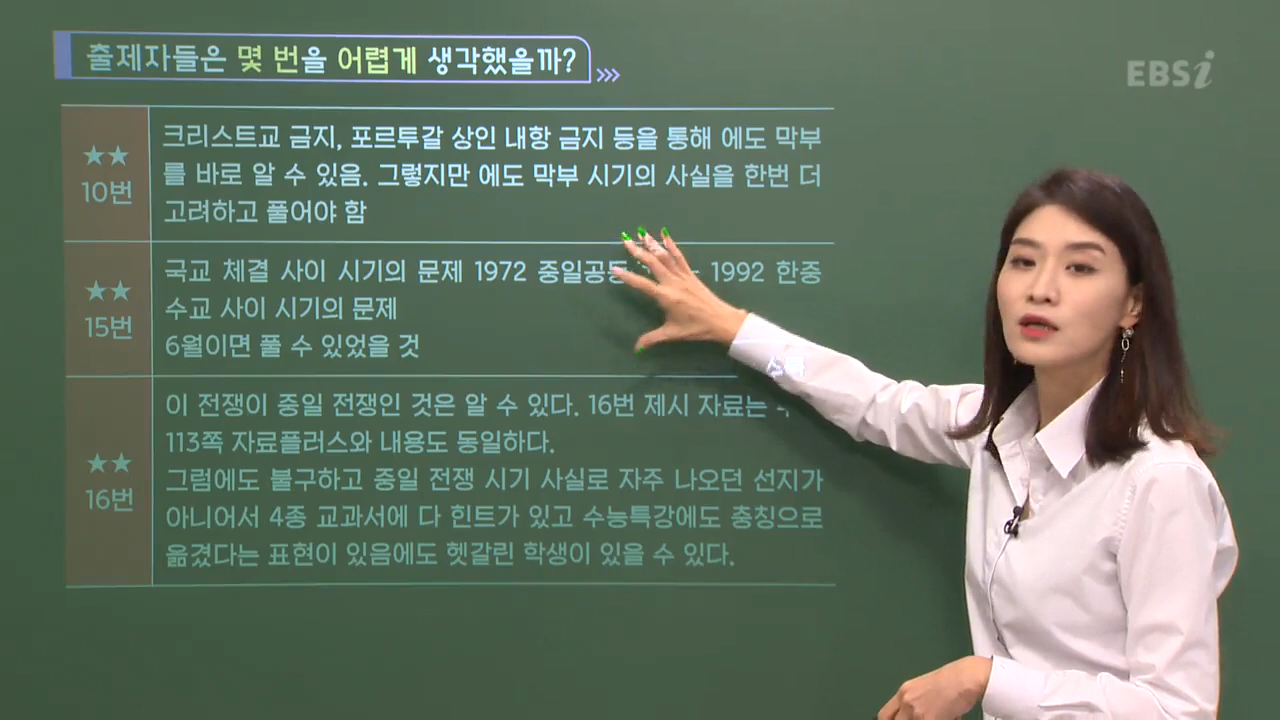 출제자들은 몇 번을 어렵게 생각했을까?
EBSi
★★
10번
크리스트교 금지, 포르투갈 상인 내항 금지 등을 통해 에도 막부
를 바로 알 수 있음. 그렇지만 에도 막부 시기의 사실을 한번 더
고려하고 풀어야 함
★★
15번
국교 체결 사이 시기의 문제 1972 중일공동 - 1992 한중
수교 사이 시기의 문제
6월이면 풀 수 있었을 것
★★
16번
이 전쟁이 중일 전쟁인 것은 알 수 있다. 16번 제시 자료는
113쪽 자료플러스와 내용도 동일하다.
그럼에도 불구하고 중일 전쟁 시기 사실로 자주 나오던 선지가
아니어서 4종 교과서에 다 힌트가 있고 수능특강에도 충칭으로
옮겼다는 표현이 있음에도 헷갈린 학생이 있을 수 있다.